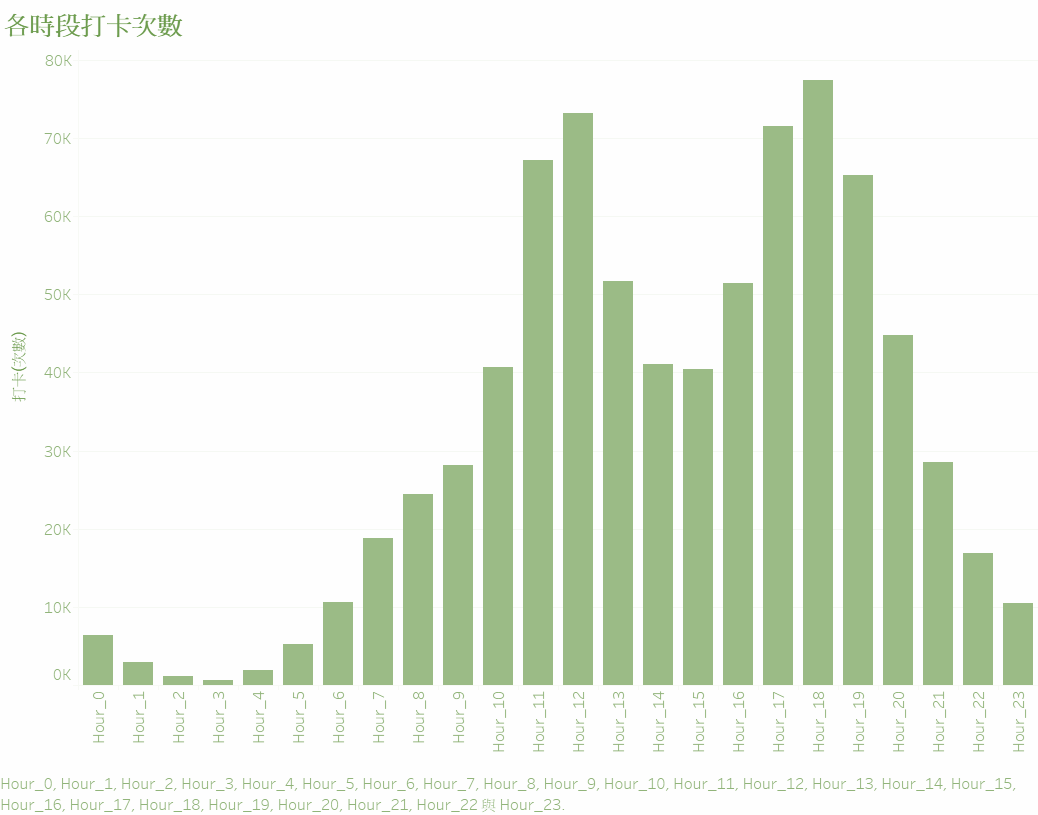 各時段打卡次數
80K
70K
60K
50K
40K
30K
20K
10K
0K
打卡(次數)
Hour_0
Hour_1
Hour_2
Hour_3
Hour_4
Hour_5
Hour_6
Hour_7
Hour_8
Hour_9
Hour_10
Hour_11
Hour_12
Hour_13
Hour_14
Hour_15
Hour_16
Hour_17
Hour_18
Hour_19
Hour_20
Hour_21
Hour_22
Hour_23
Hour_0, Hour_1, Hour_2, Hour_3, Hour_4, Hour_5, Hour_6, Hour_7, Hour_8, Hour_9, Hour_10, Hour_11, Hour_12, Hour_13, Hour_14, Hour_15,
Hour_16, Hour_17, Hour_18, Hour_19, Hour_20, Hour_21, Hour_22 與 Hour_23.